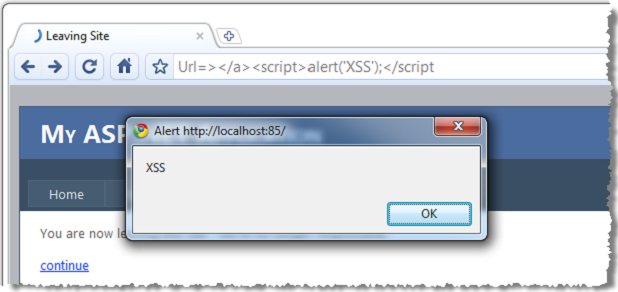 Leaving Site
Url=></a><script>alert('XSS');</script
MY ASP
Alert http://localhost:85/
XSS
OK
Home
You are now
continue